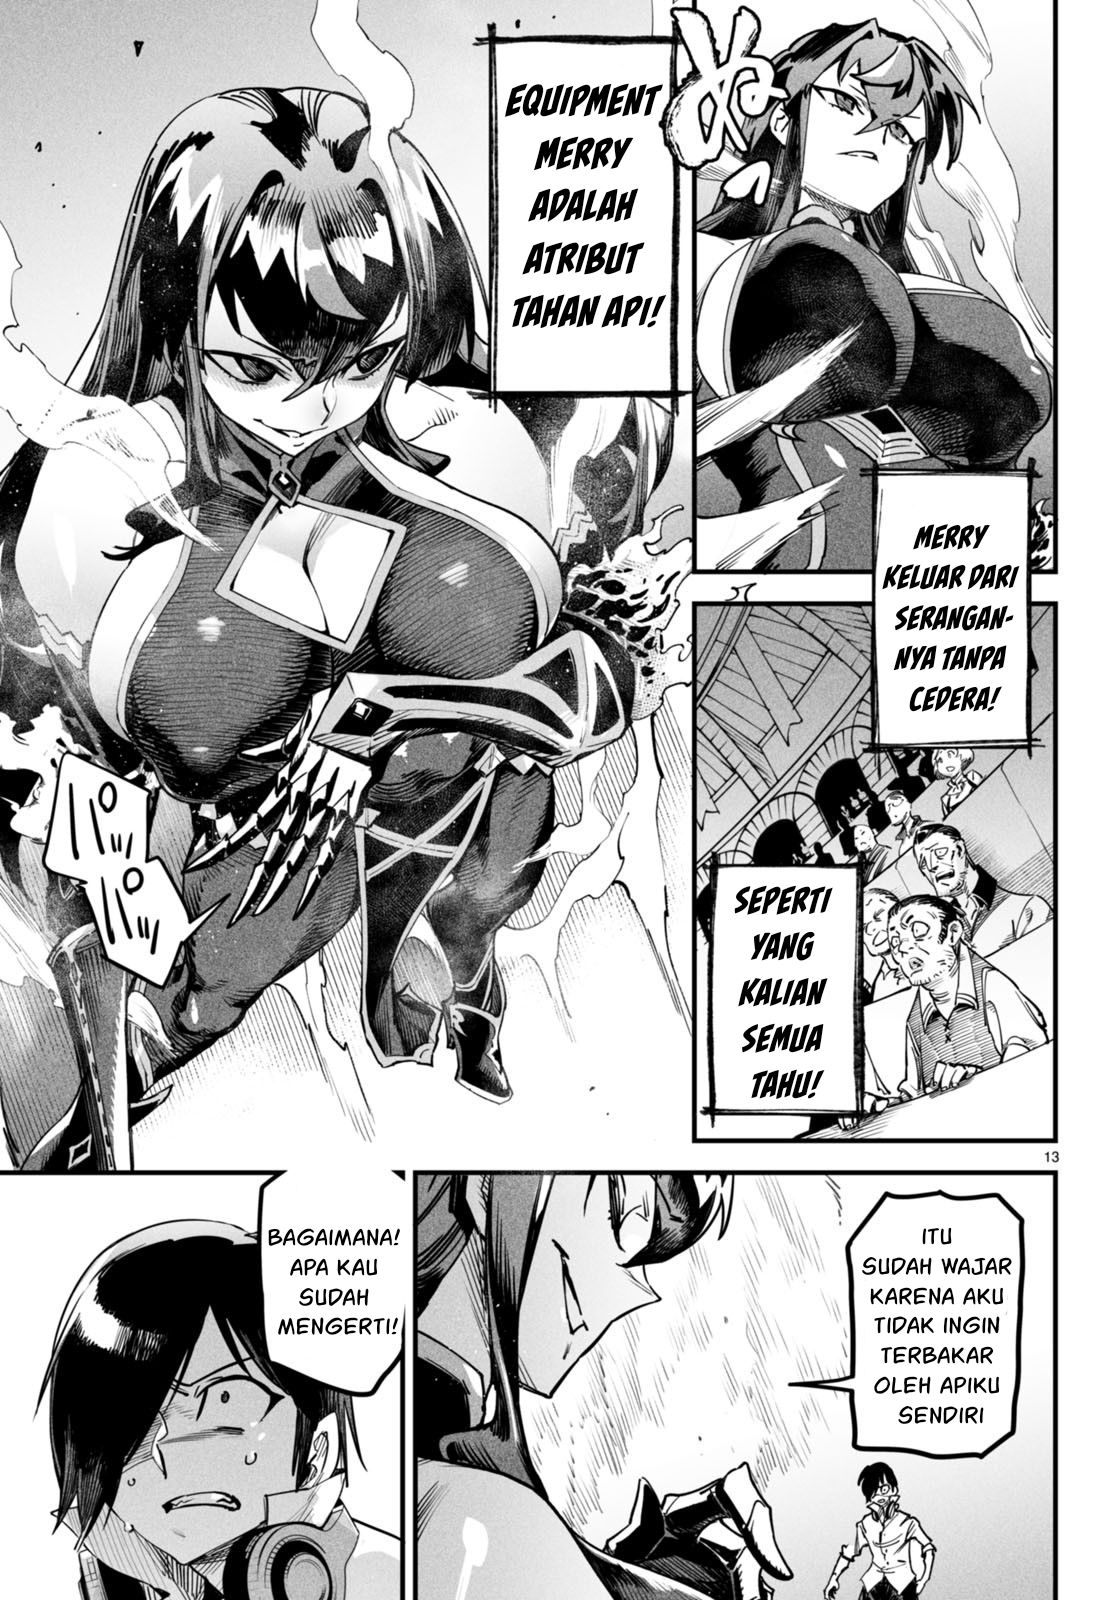 ぬっ
MERRY
KELUAR DARI
SERANGAN-
NYA TANPA
CEDERA!
EQUIPMENT
MERRY
ADALAH
ATRIBUT
TAHAN API!
パッ
パッ
SEPERTI
YANG
KALIAN
SEMUA
TAHU!
13
ITU
SUDAH WAJAR
KARENA AKU
TIDAK INGIN
TERBAKAR
OLEH APIKU
SENDIRI
BAGAIMANA!
APA KAU
SUDAH
MENGERTI!